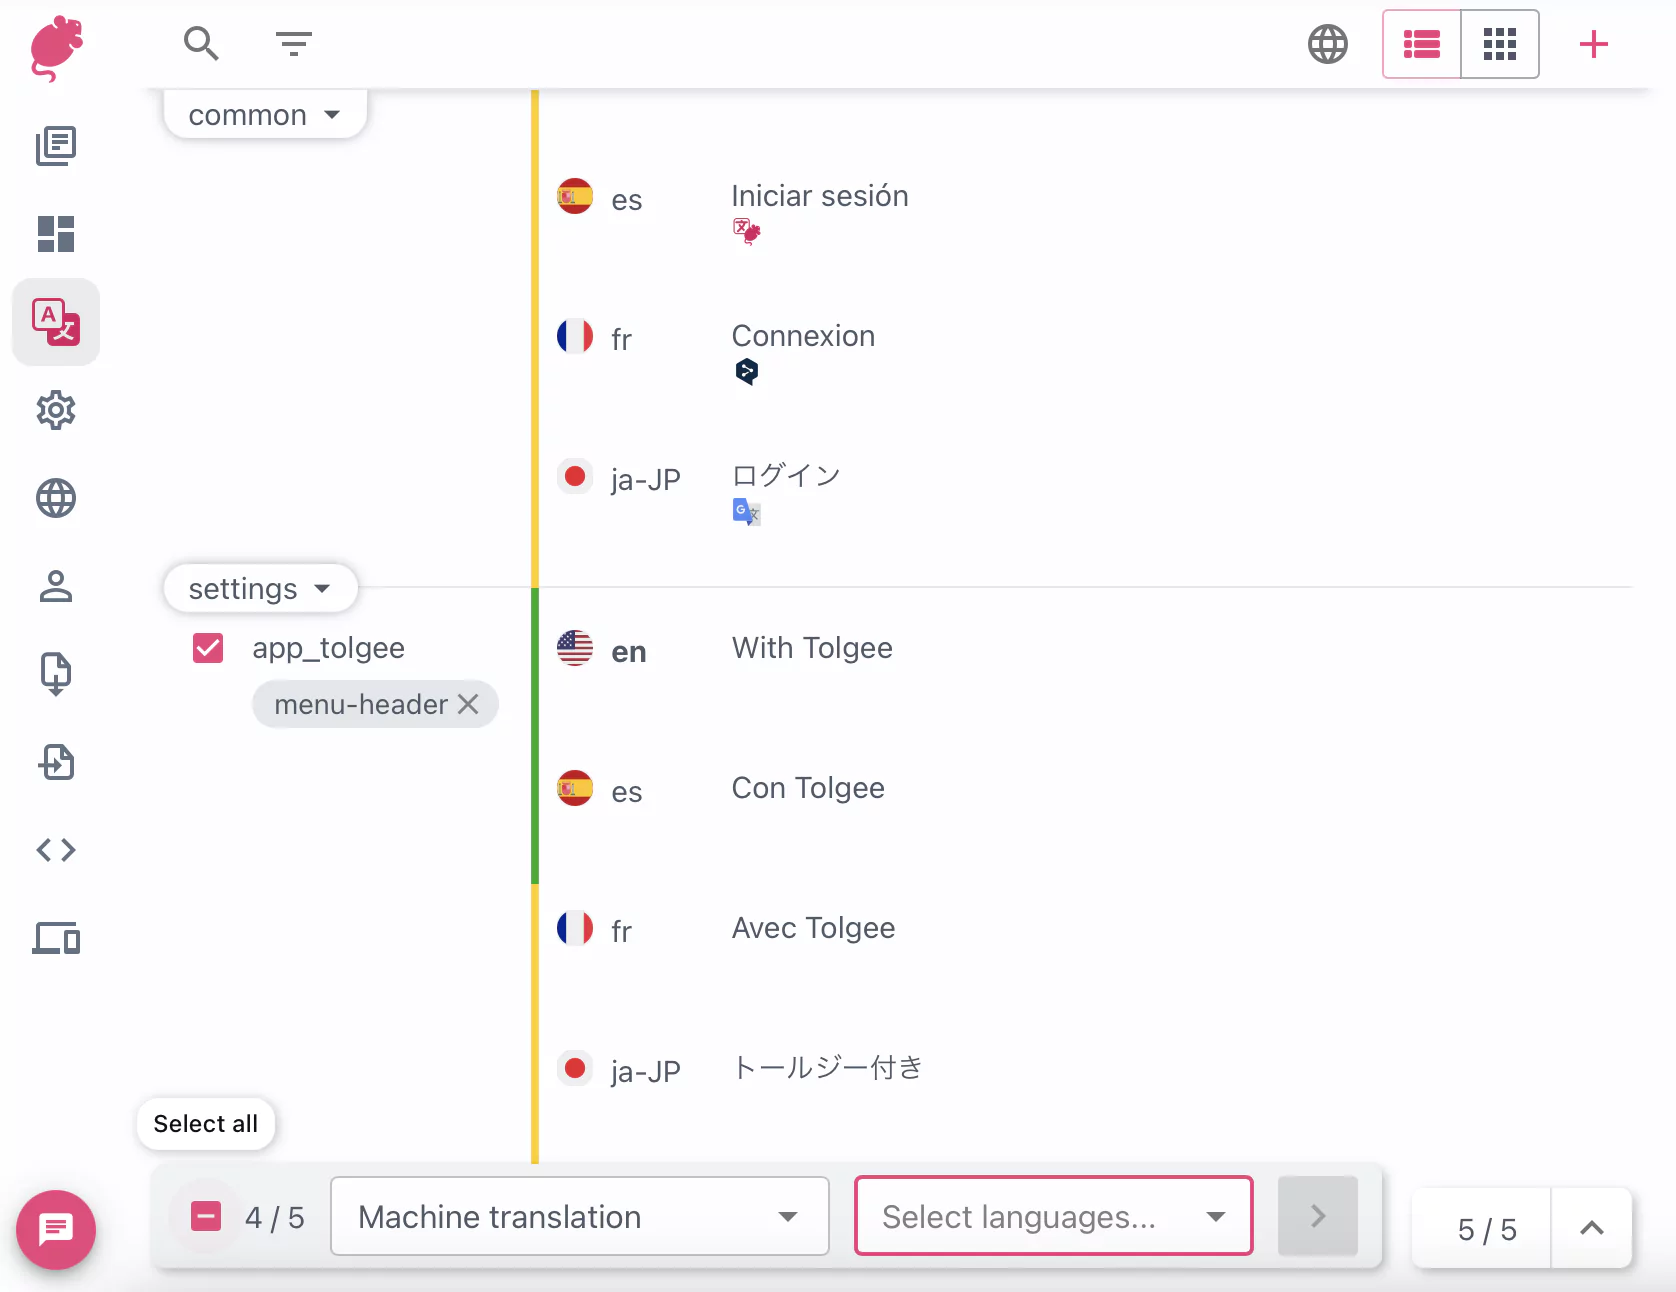 common
es
Iniciar sesión
fr
Connexion
ja-JP
ログイン
settings
app_tolgee
en
With Tolgee
menu-header
es
Con Tolgee
fr
Avec Tolgee
ja-JP
トールジー付き
Select all
4 / 5
Machine translation
Select languages...
5 / 5